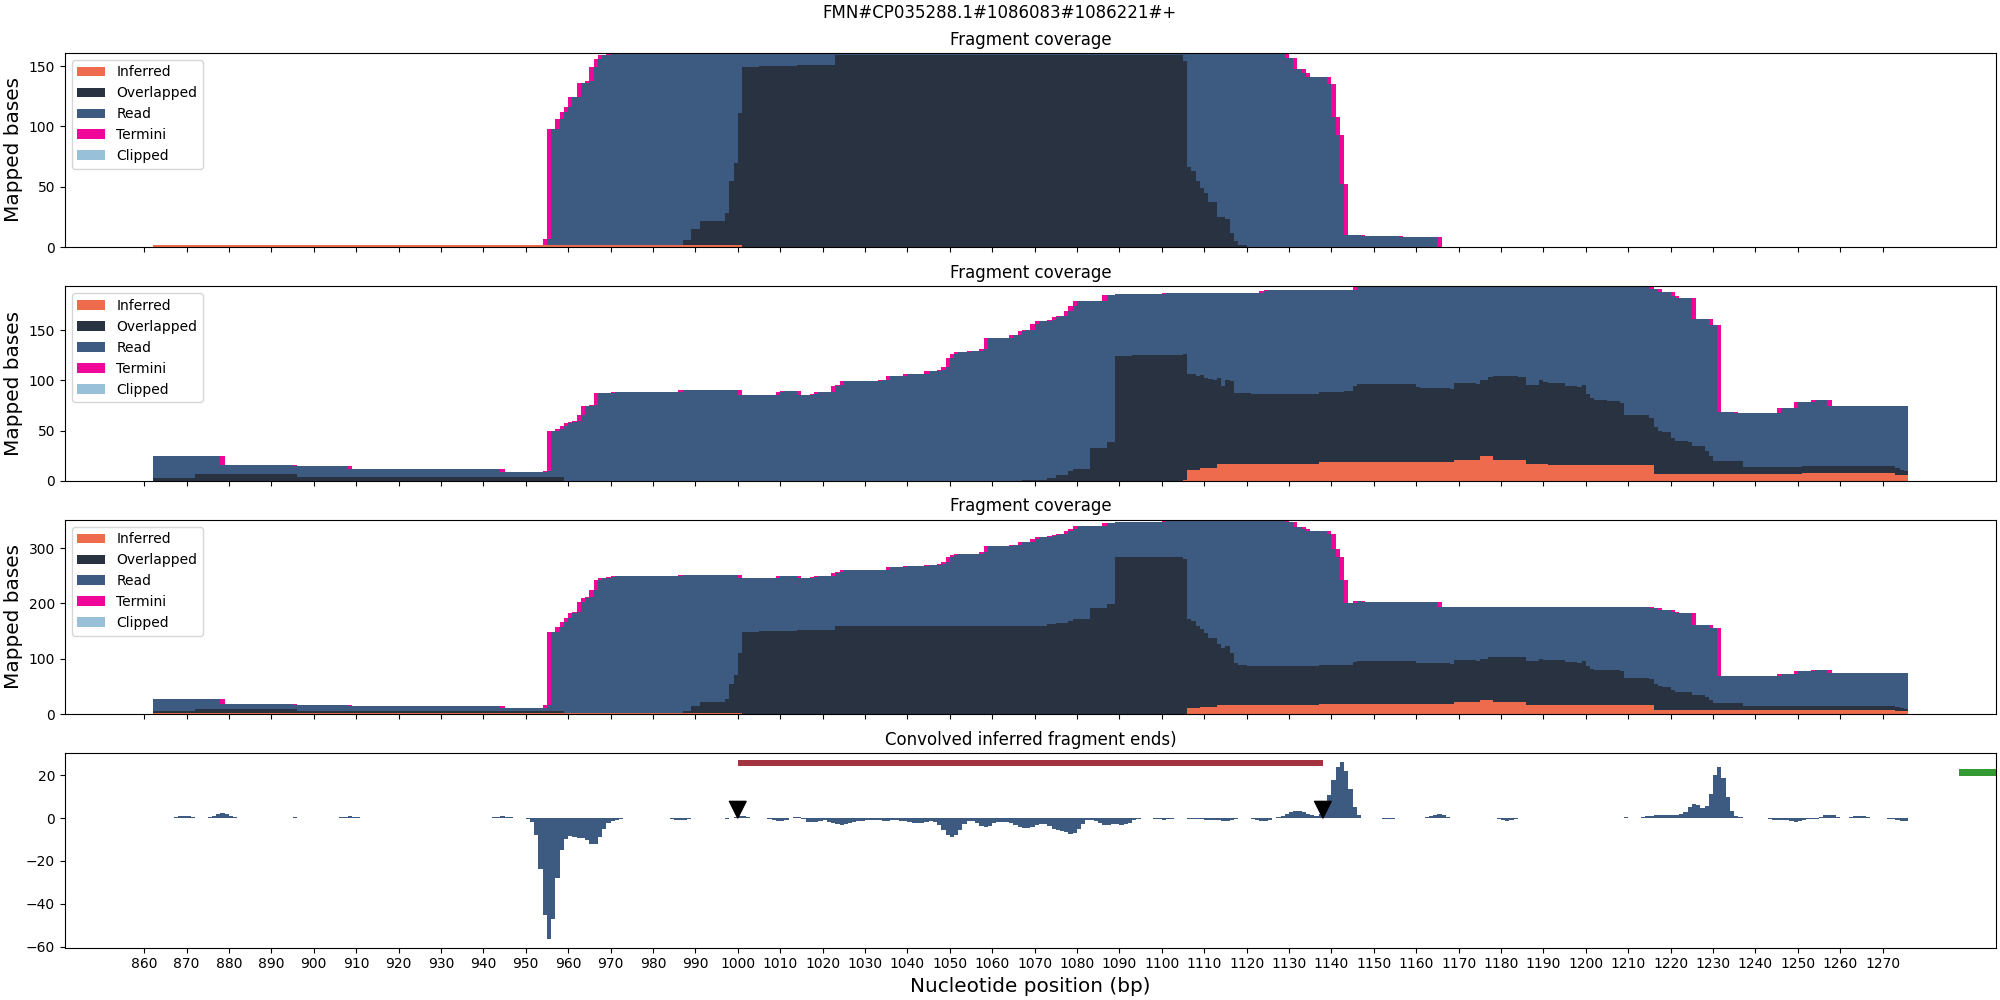 FMN#CP035288.1#1086083#1086221#+
Fragment coverage
Mapped bases
150
100
50
0
Inferred
Overlapped
Read
Termini
Clipped
Fragment coverage
Mapped bases
150
100
50
0
Inferred
Overlapped
Read
Termini
Clipped
Fragment coverage
Mapped bases
300
200
100
0
Inferred
Overlapped
Read
Termini
Clipped
Convolved inferred fragment ends)
20
0
−20
−40
−60
860 870 880 890 900 910 920 930 940 950 960 970 980 990 1000 1010 1020 1030 1040 1050 1060 1070 1080 1090 1100 1110 1120 1130 1140 1150 1160 1170 1180 1190 1200 1210 1220 1230 1240 1250 1260 1270
Nucleotide position (bp)